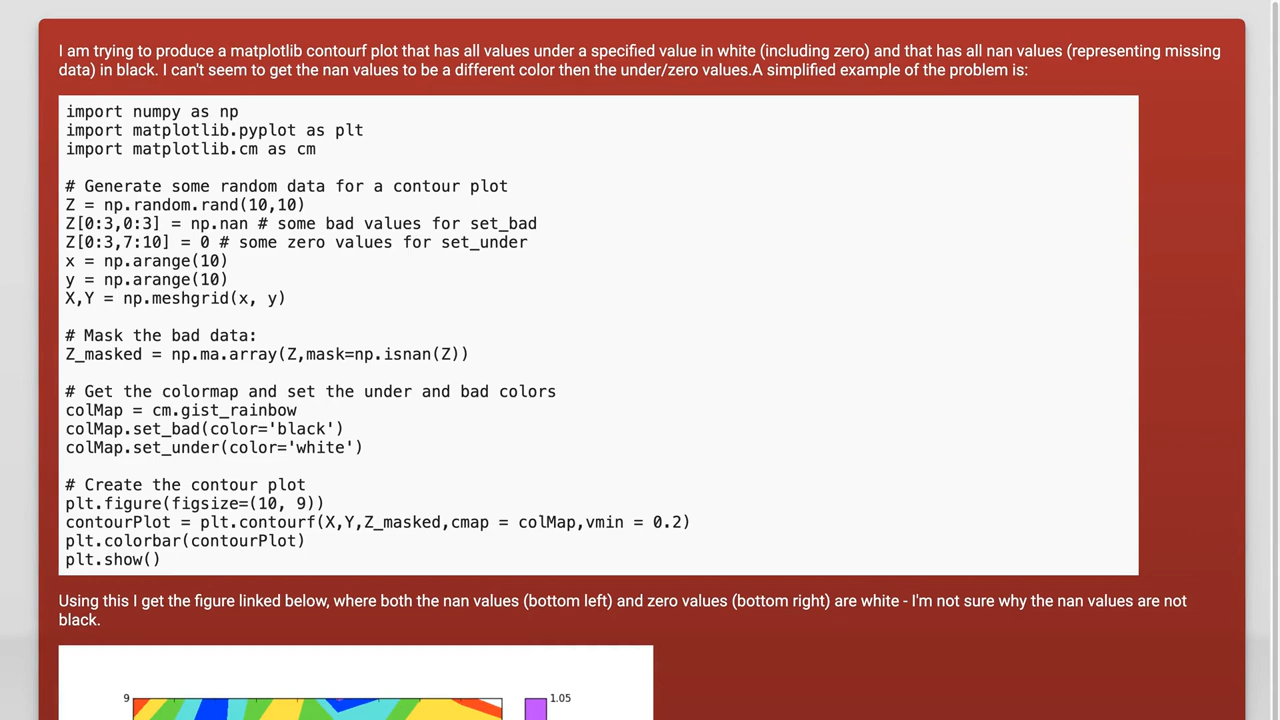 I am trying to produce a matplotlib contourf plot that has all values under a specified value in white (including zero) and that has all nan values (representing missing
data) in black. I can't seem to get the nan values to be a different color then the under/zero values.A simplified example of the problem is:
import numpy as np
import matplotlib.pyplot as plt
import matplotlib.cm as cm
# Generate some random data for a contour plot
Z = np.random.rand(10,10)
Z[0:3,0:3] = np.nan # some bad values for set_bad
Z[0:3,7:10] = 0 # some zero values for set_under
x = np.arange(10)
y = np.arange(10)
X,Y = np.meshgrid(x, y)
# Mask the bad data:
Z_masked = np.ma.array(Z,mask=np.isnan(Z))
# Get the colormap and set the under and bad colors
colMap = cm.gist_rainbow
colMap.set_bad(color='black')
colMap.set_under(color='white')
# Create the contour plot
plt.figure(figsize=(10, 9))
contourPlot = plt.contourf(X,Y,Z_masked,cmap = colMap,vmin = 0.2)
plt.colorbar(contourPlot)
plt.show()
Using this I get the figure linked below, where both the nan values (bottom left) and zero values (bottom right) are white - I'm not sure why the nan values are not
black.
9 1.05